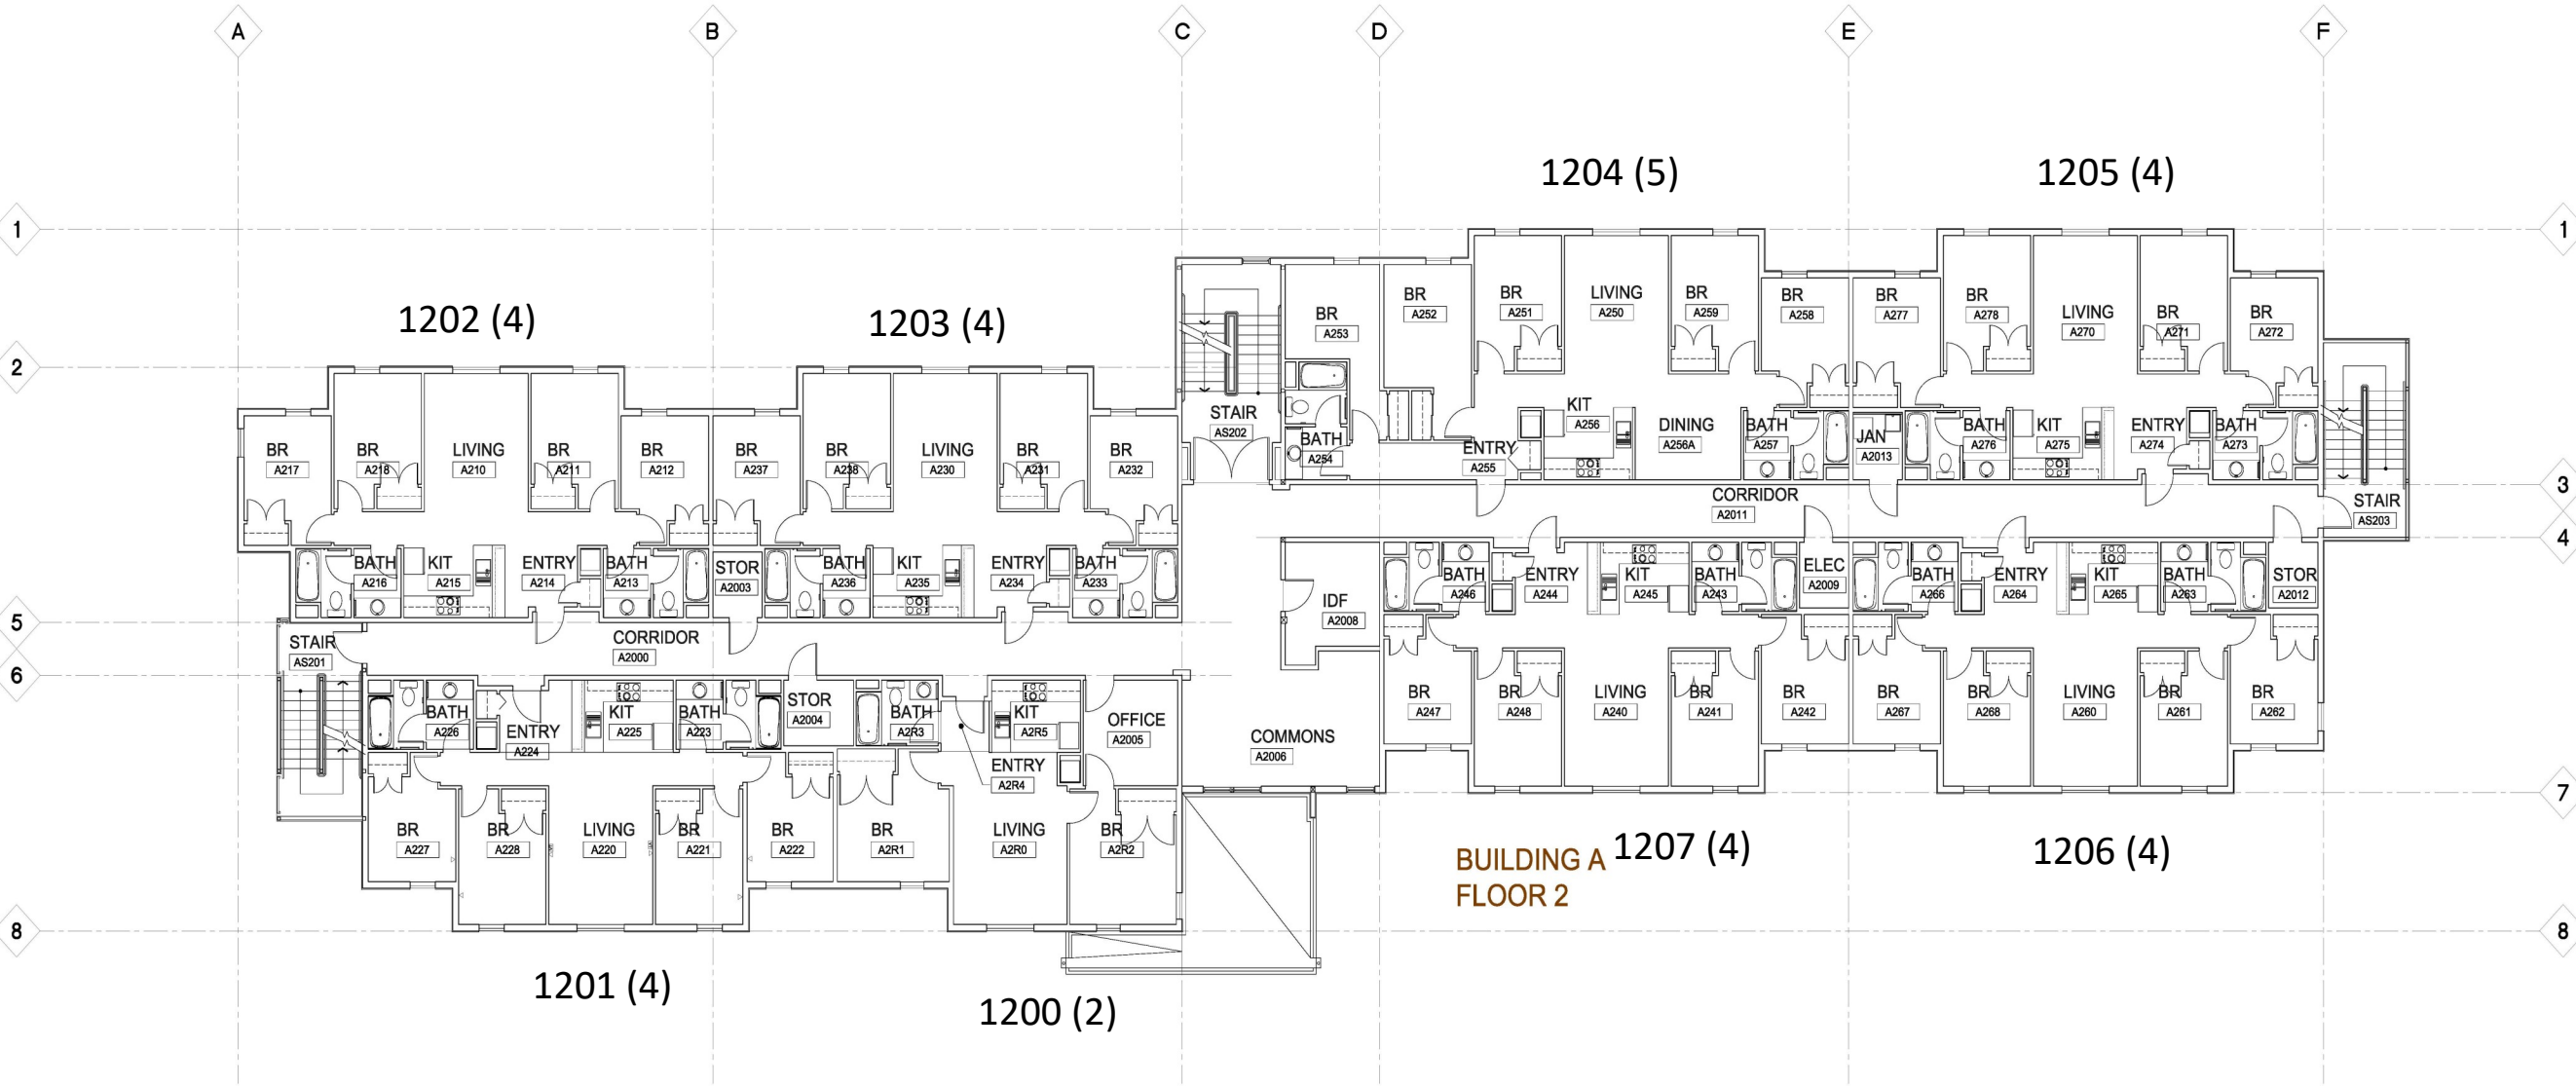 A
B
C
D
E
F
1
1
1204 (5)
1205 (4)
1202 (4)
1203 (4)
2
BR
A253
BR
A252
BR
A251
LIVING
A250
BR
A259
BR
A258
BR
A277
BR
A278
LIVING
A270
BR
A271
BR
A272
BR
A217
BR
A218
LIVING
A210
BR
A211
BR
A212
BR
A237
BR
A238
LIVING
A230
BR
A231
BR
A232
STAIR
AS202
BATH
A254
ENTRY
A255
KIT
A256
DINING
A256A
BATH
A257
JAN
A2013
BATH
A276
KIT
A275
ENTRY
A274
BATH
A273
3
CORRIDOR
A2011
STAIR
AS203
4
BATH
A216
KIT
A215
ENTRY
A214
BATH
A213
STOR
A2003
BATH
A236
KIT
A235
ENTRY
A234
BATH
A233
IDF
A2008
BATH
A246
ENTRY
A244
KIT
A245
BATH
A243
ELEC
A2009
BATH
A266
ENTRY
A264
KIT
A265
BATH
A263
STOR
A2012
5
STAIR
AS201
CORRIDOR
A2000
6
BATH
A226
ENTRY
A224
KIT
A225
BATH
A223
STOR
A2004
BATH
A2R3
KIT
A2R5
ENTRY
A2R4
OFFICE
A2005
COMMONS
A2006
BR
A247
BR
A248
LIVING
A240
BR
A241
BR
A242
BR
A267
BR
A268
LIVING
A260
BR
A261
BR
A262
7
BR
A227
BR
A228
LIVING
A220
BR
A221
BR
A222
BR
A2R1
LIVING
A2R0
BR
A2R2
BUILDING A
FLOOR 2
1207 (4)
1206 (4)
8
8
1201 (4)
1200 (2)